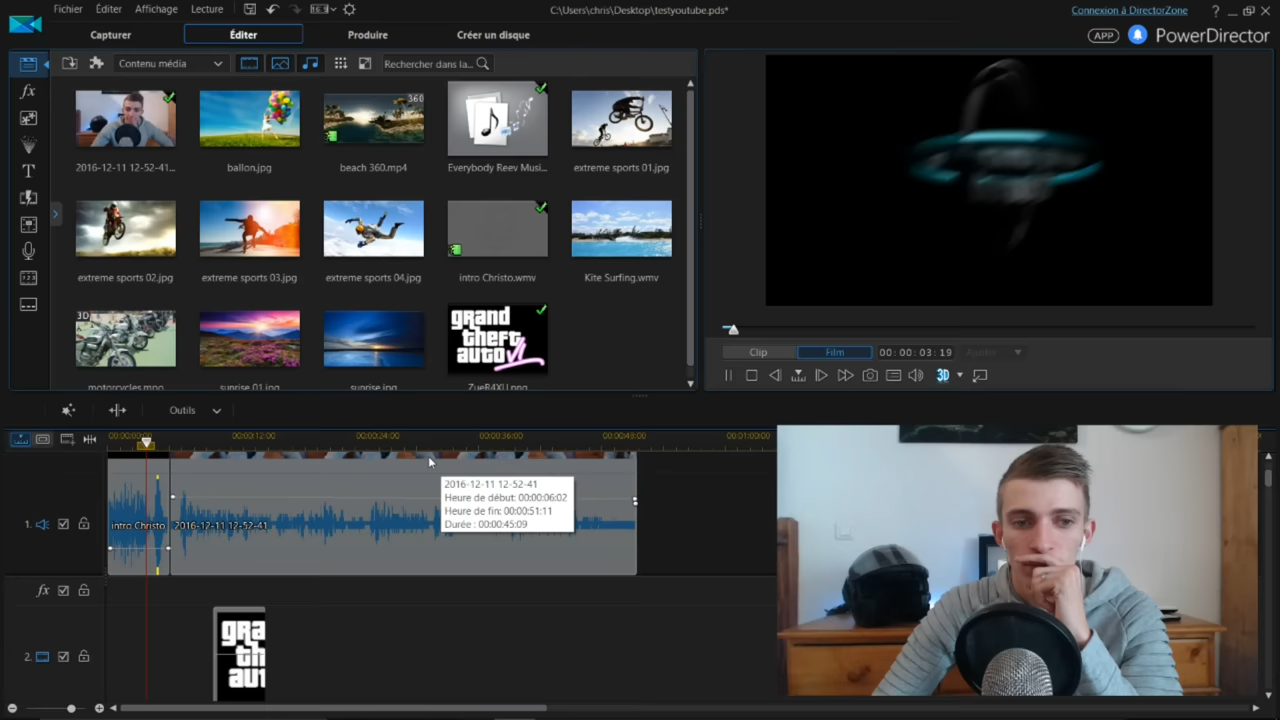 Fichier Éditer Affichage Lecture 16:9 C:\Users\chris\Desktop\testyoutube.pds* Connexion à DirectorZone ?
Capturer Éditer Produire Créer un disque APP PowerDirector
Contenu média Rechercher dans la...
2016-12-11 12-52-41... ballon.jpg beach 360.mp4 Everybody Reev Musi... extreme sports 01.jpg
360
extreme sports 02.jpg extreme sports 03.jpg extreme sports 04.jpg intro Christo.wmv Kite Surfing.wmv
3D
grand
theft
auto VI
motorcycles.mpo sunrise 01.jpg sunrise.jpg ZueR4XU.png
Clip Film 00:00:03:19 Ajuster
3D
Outils
00:00:00:00 00:00:12:00 00:00:24:00 00:00:36:00 00:00:48:00 00:01:00:00
2016-12-11 12-52-41
Heure de début: 00:00:06:02
Heure de fin: 00:00:51:11
Durée : 00:00:45:09
1. intro Christo 2016-12-11 12-52-41
fx
2.
gra
th
aut